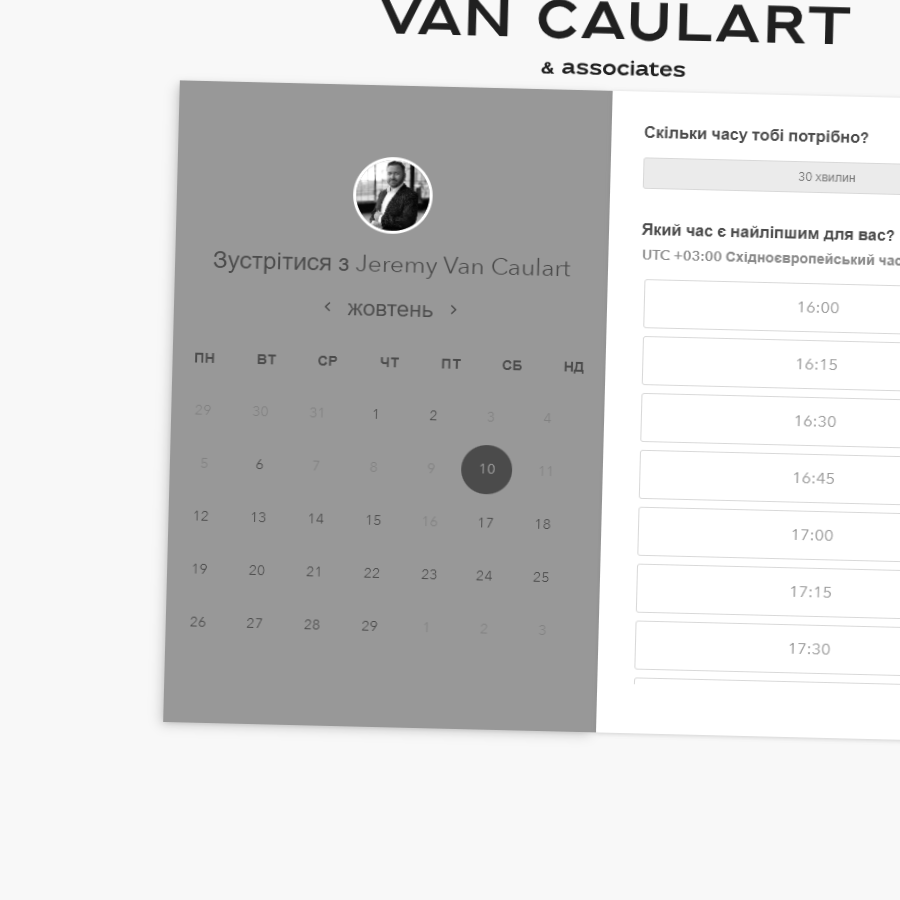 VAN CAULART
& associates
Зустрітися з Jeremy Van Caulart
жовтень
ПН ВТ СР ЧТ ПТ СБ НД
29 30 31 1 2 3 4
5 6 7 8 9 10 11
12 13 14 15 16 17 18
19 20 21 22 23 24 25
26 27 28 29 1 2 3
Скільки часу тобі потрібно?
30 хвилин
Який час є найліпшим для вас?
UTC +03:00 Східноєвропейський час
16:00
16:15
16:30
16:45
17:00
17:15
17:30